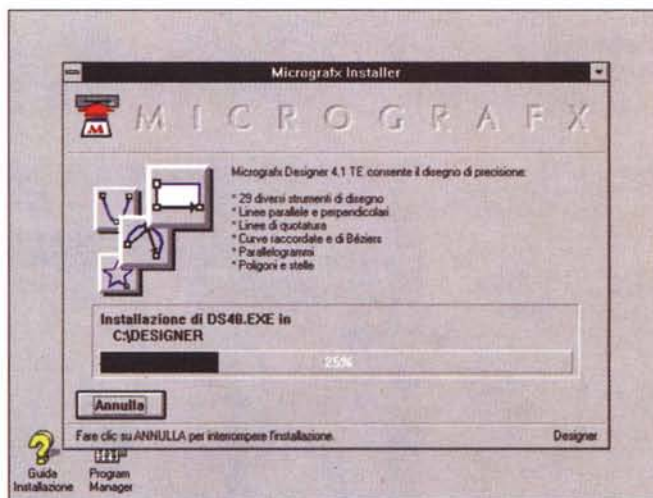 Micrografx Installer
MICROGRAFX
Micrografx Designer 4.1 TE consente il disegno di precisione:
* 29 diversi strumenti di disegno
* Linee parallele e perpendicolari
* Linee di quotatura
* Curve raccordate e di Béziers
* Parallelogrammi
* Poligoni e stelle
Installazione di DS40.EXE in
C:\DESIGNER
25%
Annulla
Fare clic su ANNULLA per interrompere l'installazione.
Designer
Guida
Installazione
Program
Manager